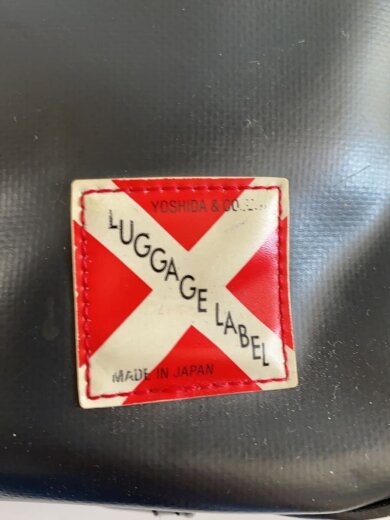 YOSHIDA & CO.,
LUGGAGE LABEL
MADE IN JAPAN